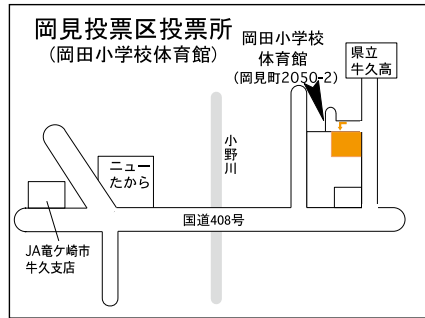 岡見投票区投票所
(岡田小学校体育館)
岡田小学校
体育館
(岡見町2050-2)
県立
牛久高
小野川
ニュー
たから
国道408号
JA竜ケ崎市
牛久支店